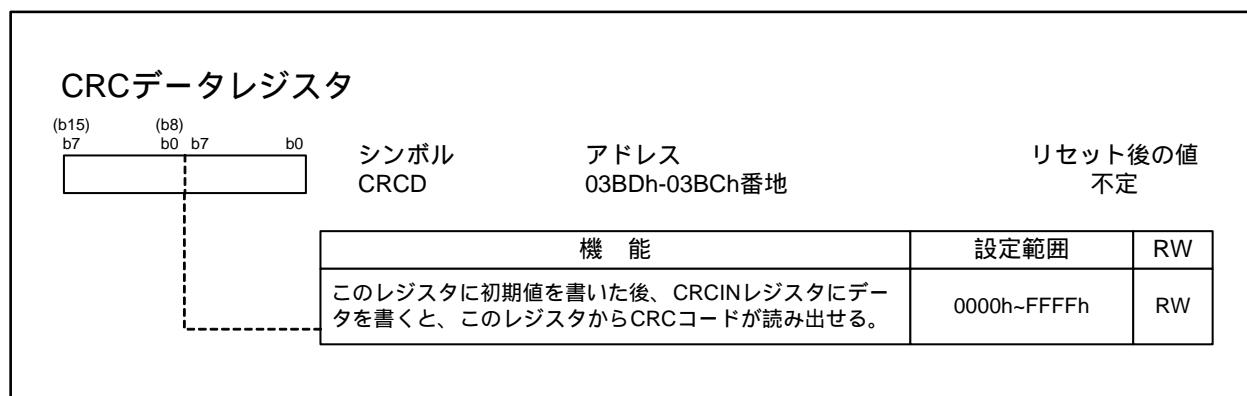 CRCデータレジスタ
(b15) (b8)
b7 b0 b7 b0
シンボル アドレス リセット後の値
CRCD 03BDh-03BCh番地 不定
機 能 設定範囲 RW
このレジスタに初期値を書いた後、CRCINレジスタにデー
タを書くと、このレジスタからCRCコードが読み出せる。
0000h~FFFFh RW